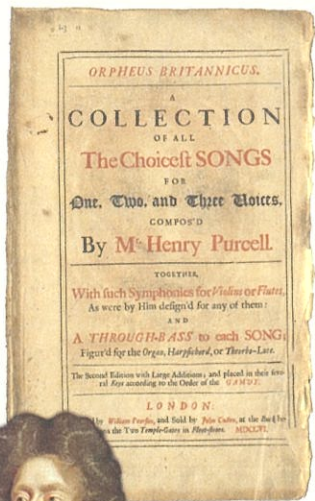 ORPHEUS BRITANNICUS.
A
COLLECTION
OF ALL
The Choiceſt SONGS
FOR
One, Two, and Three Voices,
COMPOS'D
By Mr. Henry Purcell.
TOGETHER,
With ſuch Symphonies for Violins or Flutes,
As were by Him deſign'd for any of them:
AND
A THROUGH-BASS to each SONG;
Figur'd for the Organ, Harpſichord, or Theorbo-Lute.
The Second Edition with Large Additions; and placed in their ſeve-
ral Keys according to the Order of the GAMUT.
LONDON:
by William Pearſon, and Sold by John Cullen, at the
the Two Temple-Gates in Fleet-ſtreet. MDCCVI.